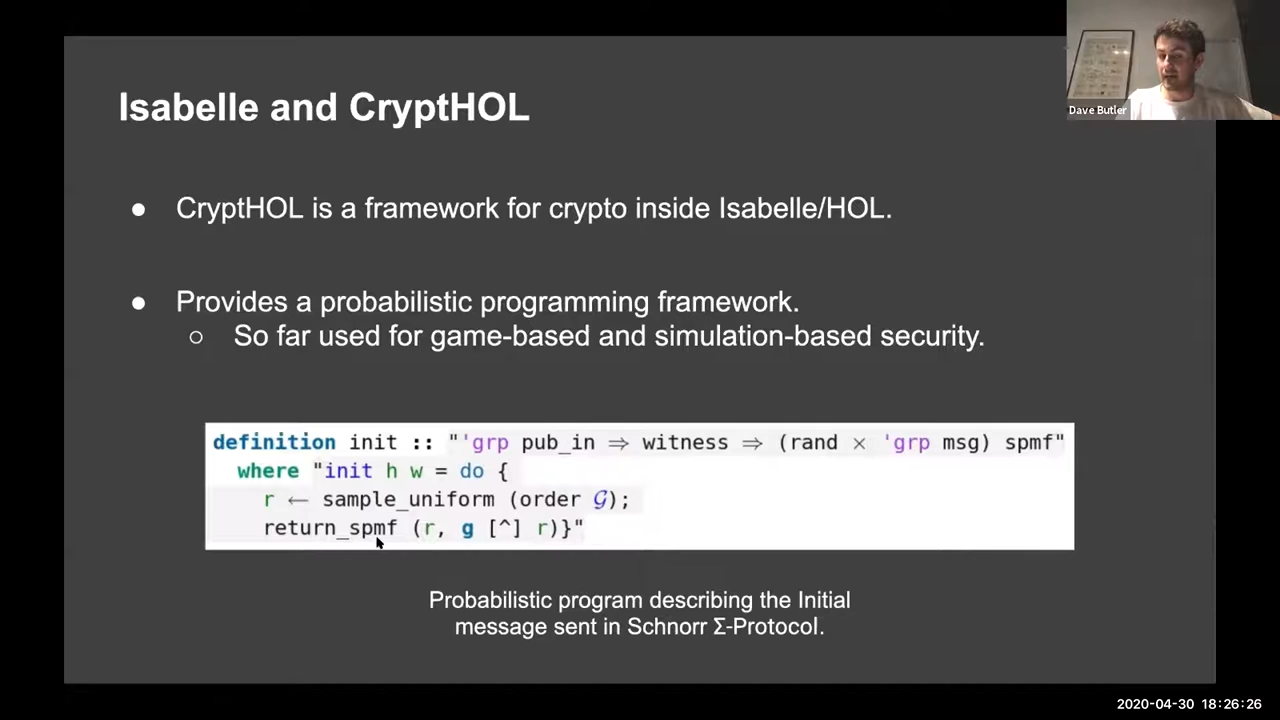 Isabelle and CryptHOL
Dave Butler
● CryptHOL is a framework for crypto inside Isabelle/HOL.
● Provides a probabilistic programming framework.
○ So far used for game-based and simulation-based security.
definition init :: "'grp pub_in ⇒ witness ⇒ (rand × 'grp msg) spmf"
where "init h w = do {
r ← sample_uniform (order 𝒢);
return_spmf (r, g [^] r)}"
Probabilistic program describing the Initial
message sent in Schnorr Σ-Protocol.
2020-04-30 18:26:26